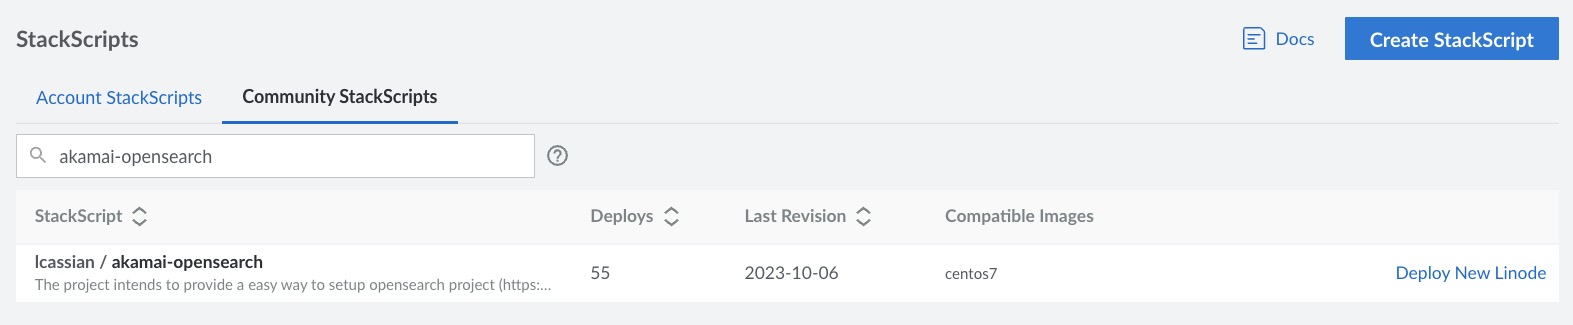 StackScripts
Docs
Create StackScript
Account StackScripts
Community StackScripts
akamai-opensearch
StackScript Deploys Last Revision Compatible Images
lcassian / akamai-opensearch
The project intends to provide a easy way to setup opensearch project (https:...
55
2023-10-06
centos7
Deploy New Linode